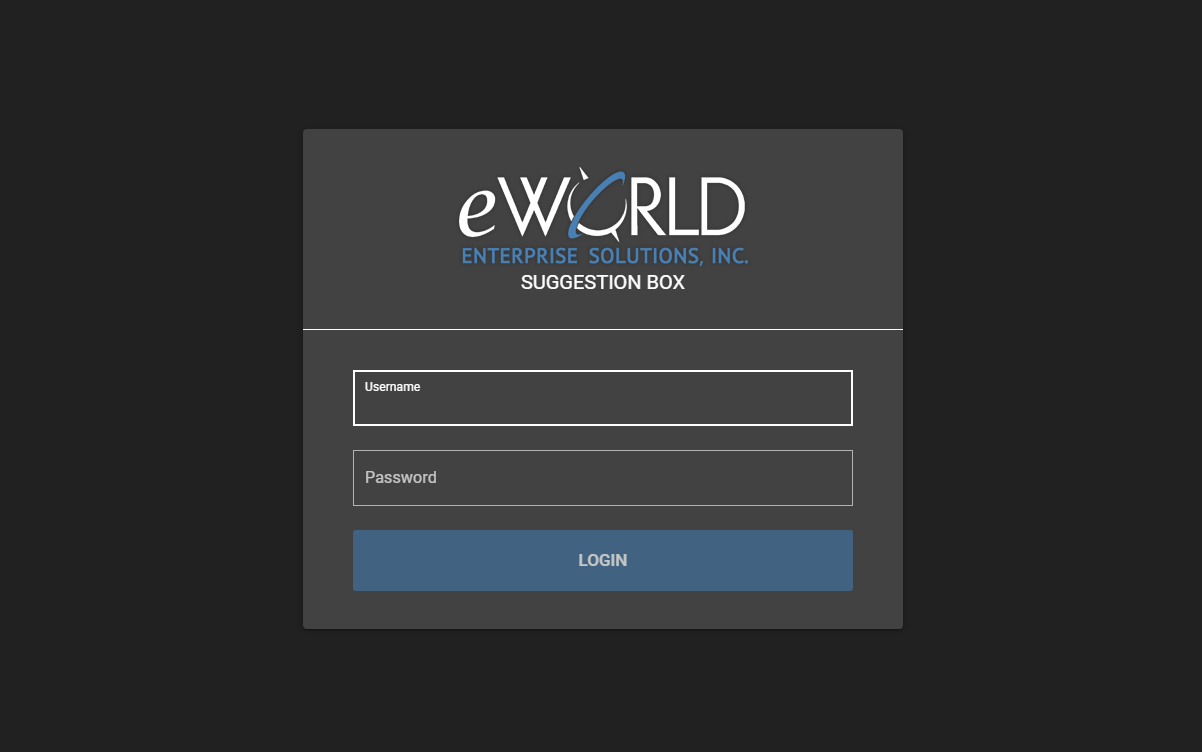 eWORLD
ENTERPRISE SOLUTIONS, INC.
SUGGESTION BOX
Username
Password
LOGIN